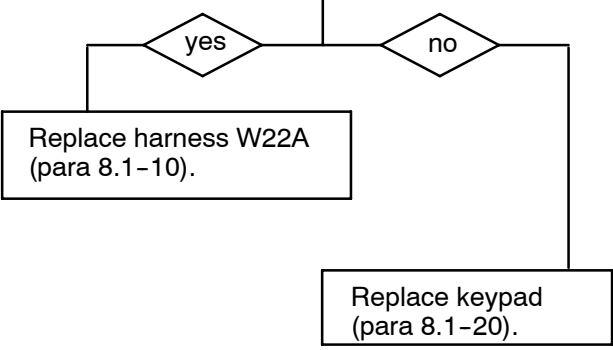 yes
no
Replace harness W22A
(para 8.1-10).
Replace keypad
(para 8.1-20).